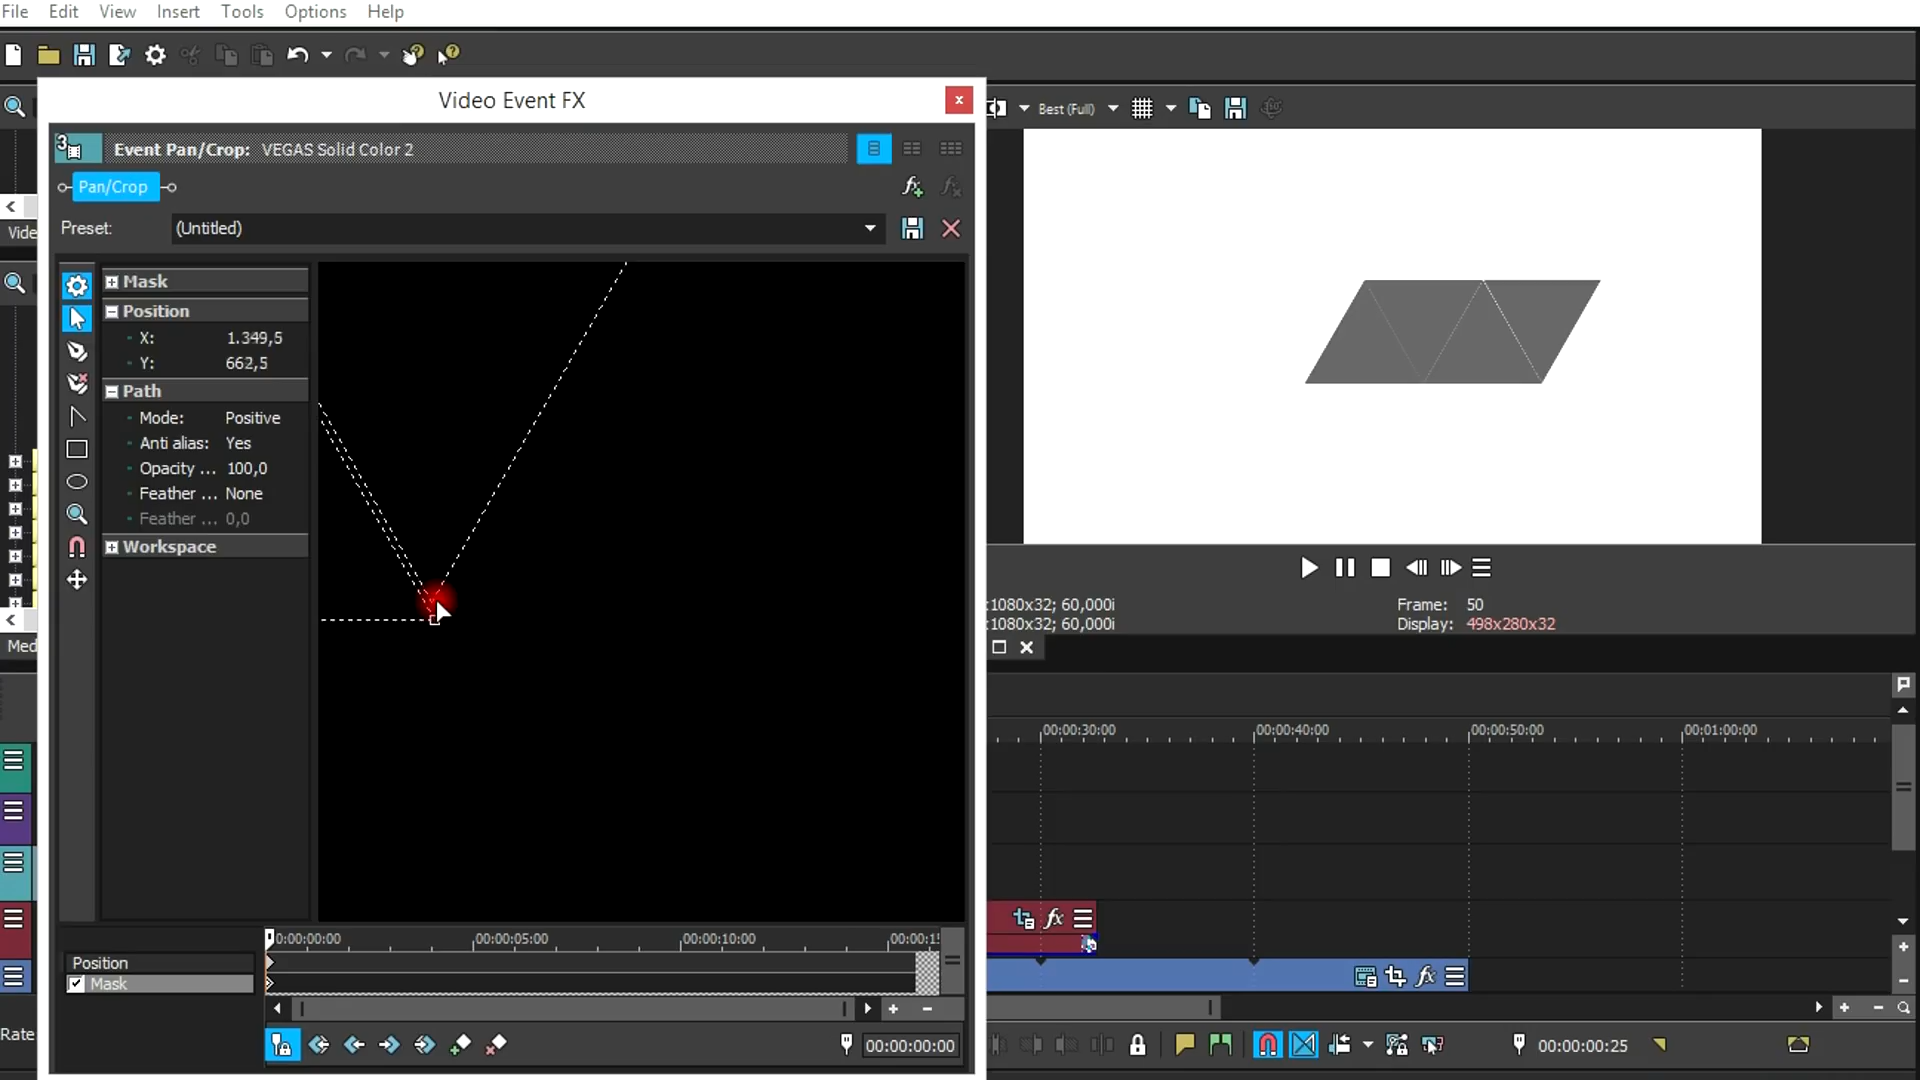 File Edit View Insert Tools Options Help
Video Event FX
x
3
Event Pan/Crop: VEGAS Solid Color 2
Best (Full)
Pan/Crop
Preset: (Untitled)
Vide
Mask
Position
X: 1.349,5
Y: 662,5
Path
Mode: Positive
Anti alias: Yes
Opacity ... 100,0
Feather ... None
Feather ... 0,0
Workspace
:1080x32; 60,000i
Frame: 50
:1080x32; 60,000i
Display: 498x280x32
Med
00:00:30:00 00:00:40:00 00:00:50:00 00:01:00:00
0:00:00:00 00:00:05:00 00:00:10:00 00:00:1
Position
Mask
Rate
00:00:00:00
00:00:00:25